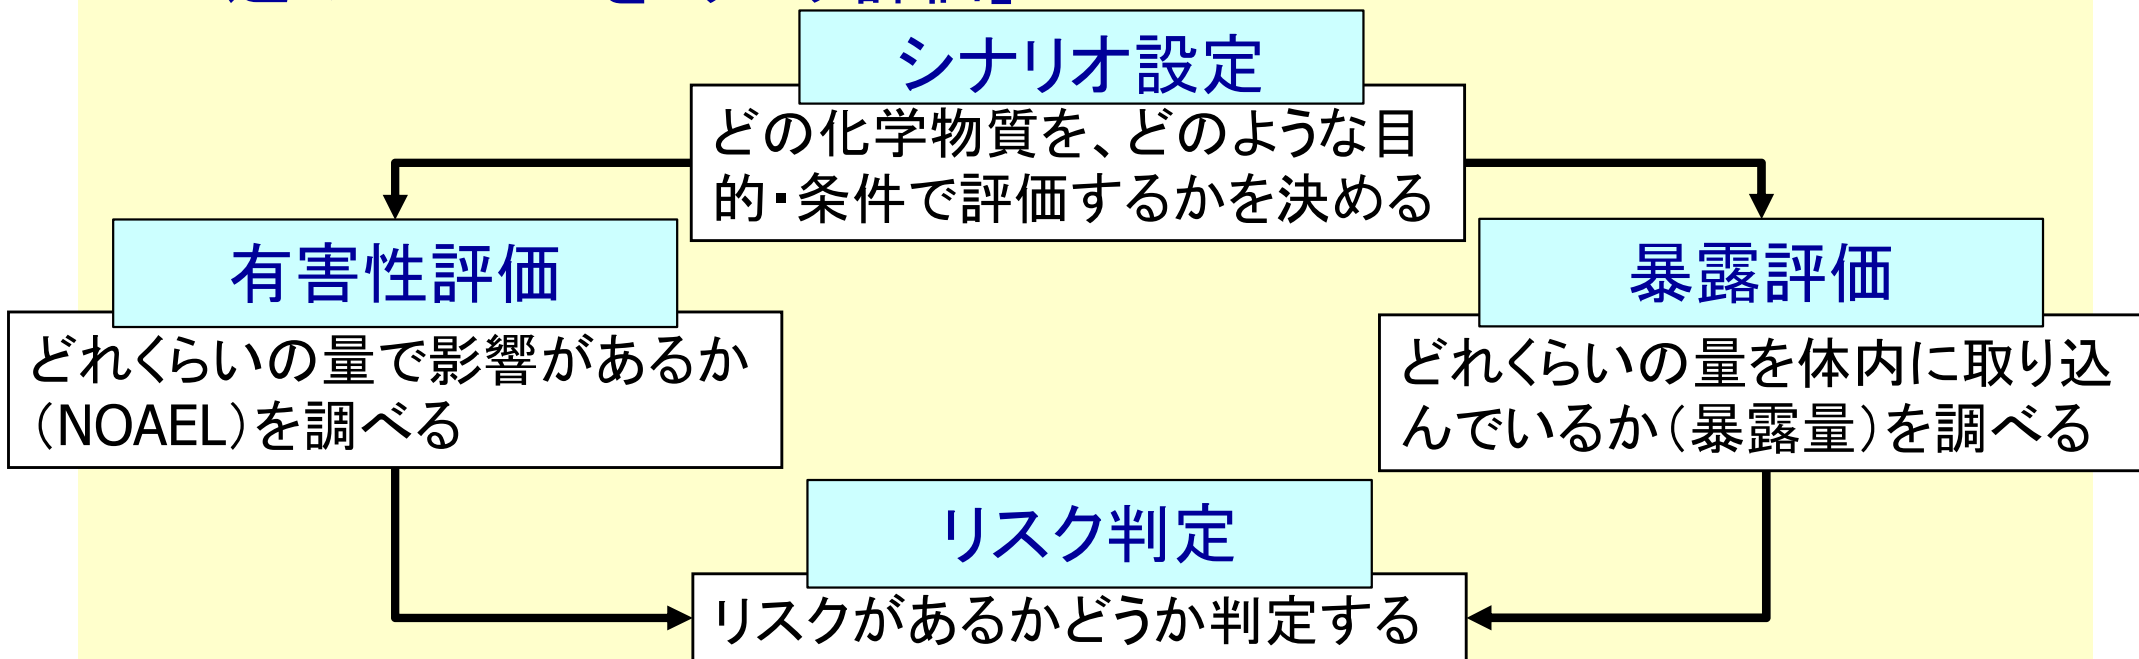 シナリオ設定
どの化学物質を、どのような目
的・条件で評価するかを決める
有害性評価
どれくらいの量で影響があるか
（NOAEL）を調べる
暴露評価
どれくらいの量を体内に取り込
んでいるか（暴露量）を調べる
リスク判定
リスクがあるかどうか判定する